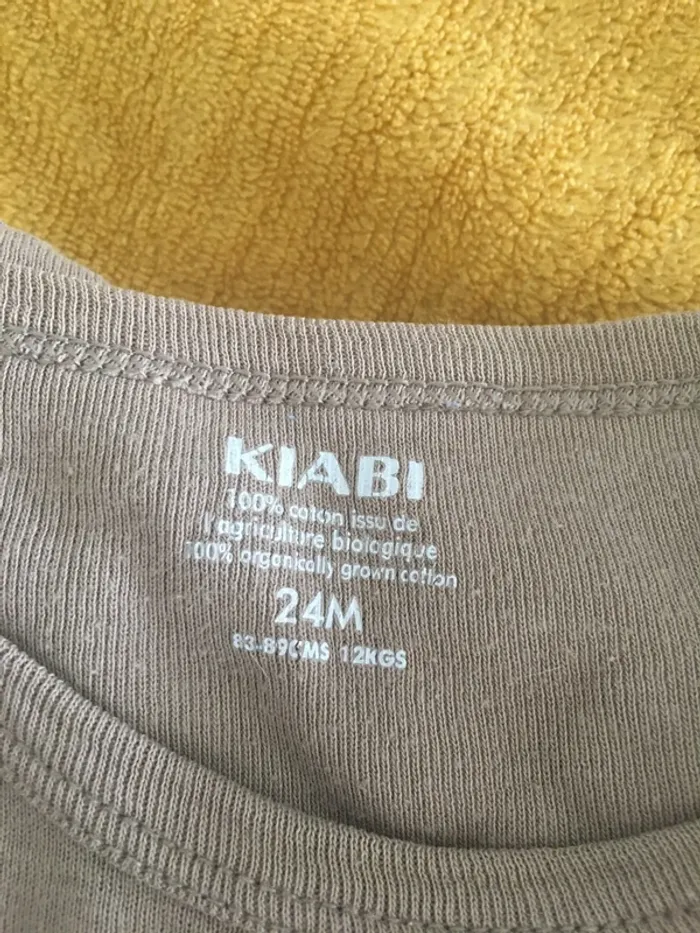 KIABI
100% coton issu de
l'agriculture biologique
100% organically grown cotton
24M
83-89CMS 12KGS